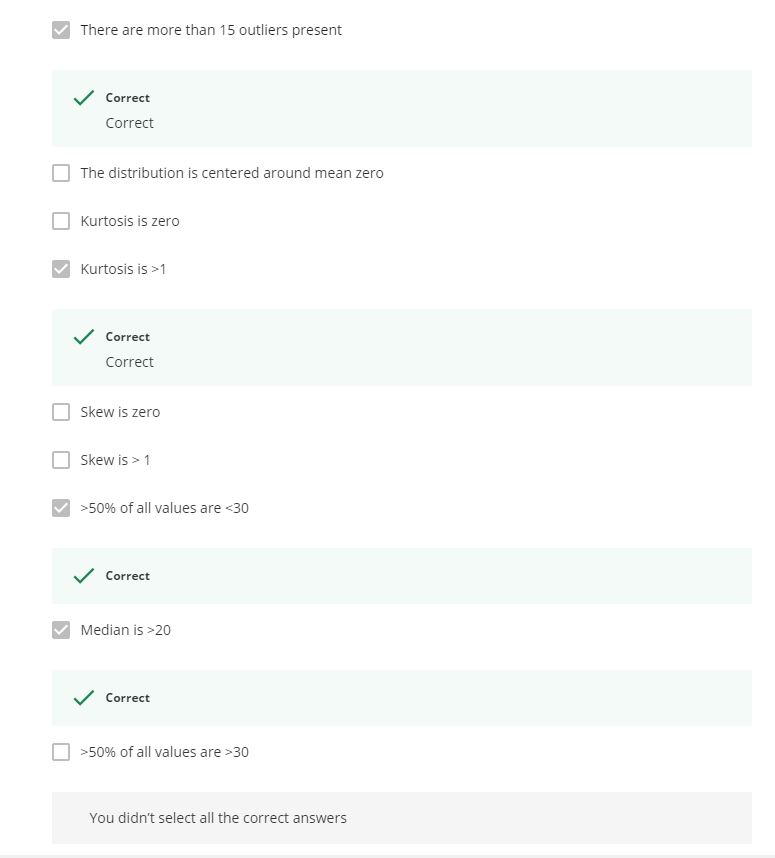 There are more than 15 outliers present
Correct
Correct
The distribution is centered around mean zero
Kurtosis is zero
Kurtosis is >1
Correct
Correct
Skew is zero
Skew is > 1
>50% of all values are <30
Correct
Median is >20
Correct
>50% of all values are >30
You didn’t select all the correct answers